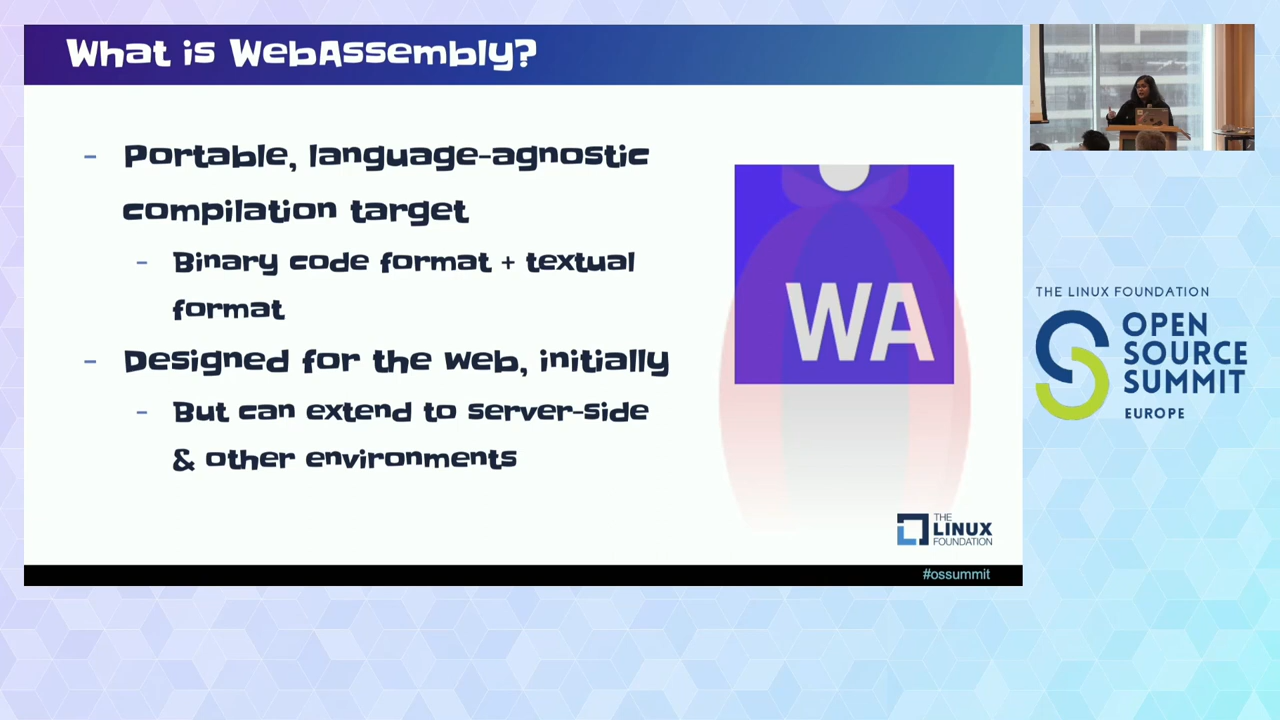 What is WebAssembly?
- Portable, language-agnostic
compilation target
- Binary code format + textual
format
- Designed for the web, initially
- But can extend to server-side
& other environments
WA
THE
LINUX
FOUNDATION
#ossummit
THE LINUX FOUNDATION
OPEN
SOURCE
SUMMIT
EUROPE